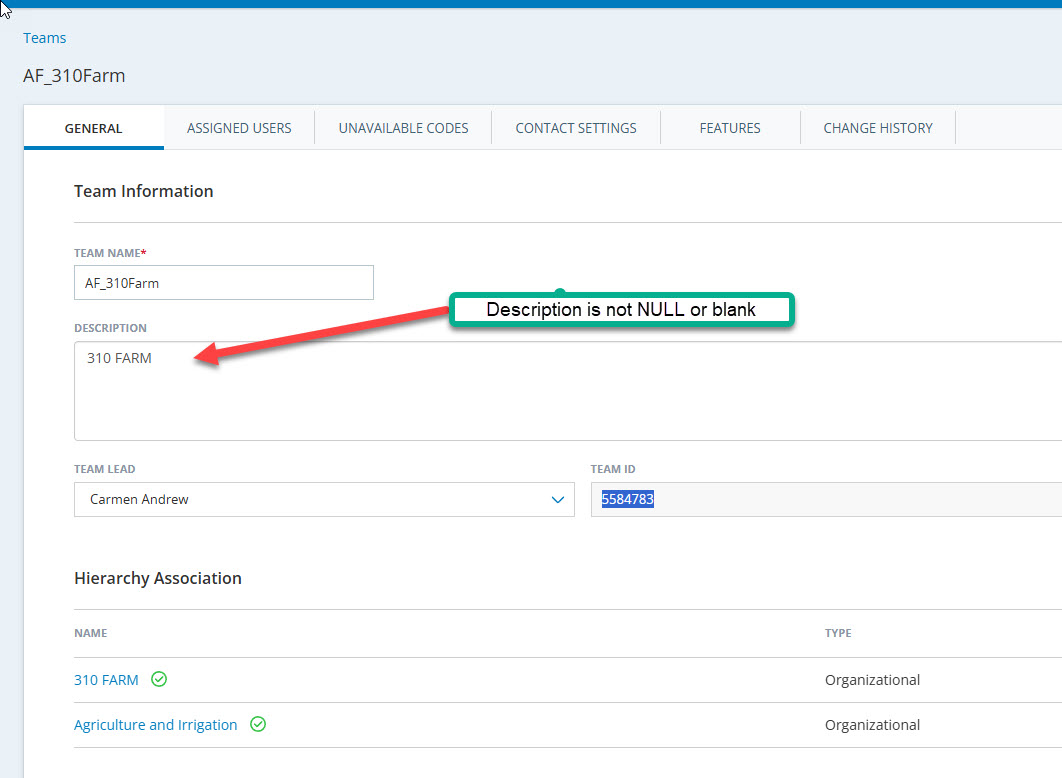 Teams
AF_310Farm
GENERAL ASSIGNED USERS UNAVAILABLE CODES CONTACT SETTINGS FEATURES CHANGE HISTORY
Team Information
TEAM NAME*
AF_310Farm
Description is not NULL or blank
DESCRIPTION
310 FARM
TEAM LEAD TEAM ID
Carmen Andrew 5584783
Hierarchy Association
NAME TYPE
310 FARM Organizational
Agriculture and Irrigation Organizational